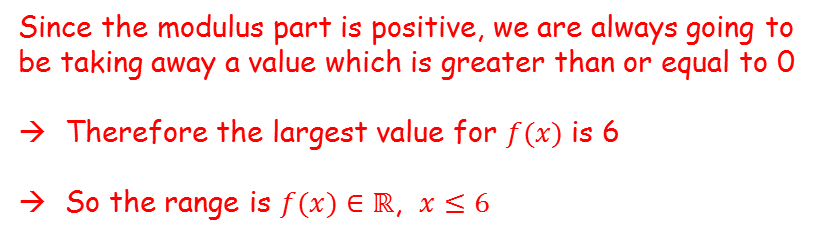 Since the modulus part is positive, we are always going to
be taking away a value which is greater than or equal to 0
→ Therefore the largest value for f(x) is 6
→ So the range is f(x) ∈ ℝ, x ≤ 6